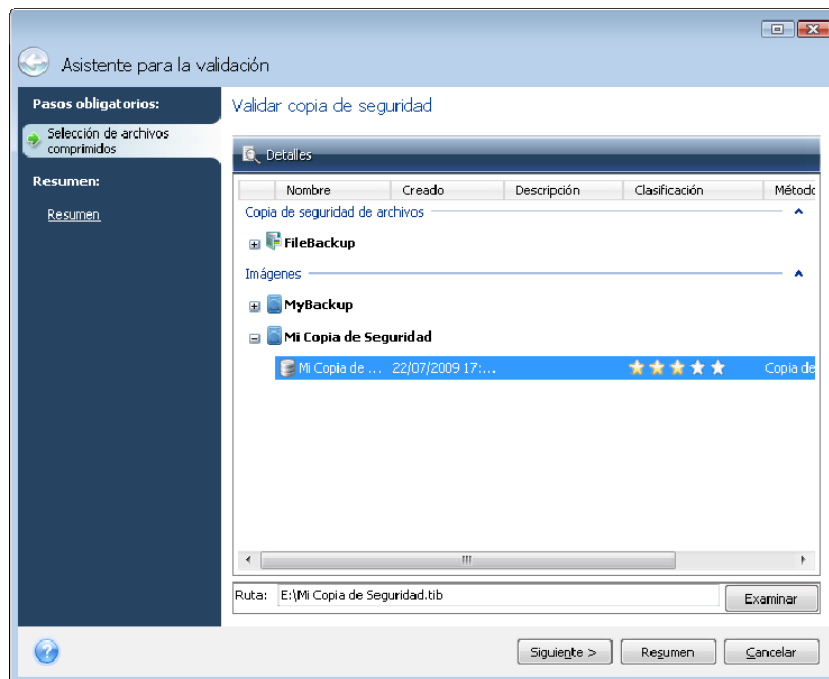 Asistente para la validación
Pasos obligatorios:
Selección de archivos
comprimidos
Resumen:
Resumen
Validar copia de seguridad
Detalles
Nombre Creado Descripción Clasificación Método
Copia de seguridad de archivos
FileBackup
Imágenes
MyBackup
Mi Copia de Seguridad
Mi Copia de ... 22/07/2009 17:... Copia de
Ruta: E:\Mi Copia de Seguridad.tib Examinar
Siguiente > Resumen Cancelar